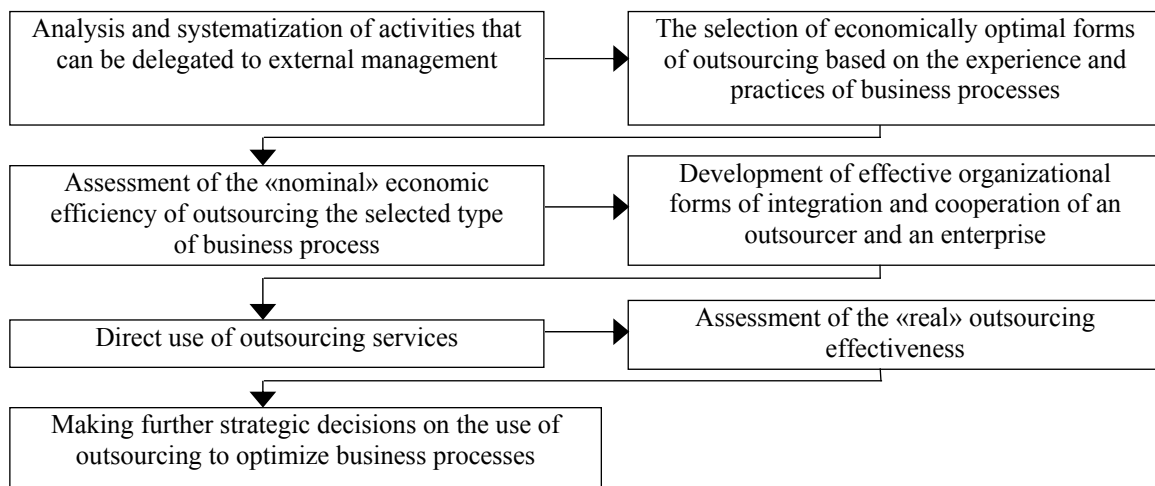 Analysis and systematization of activities that
can be delegated to external management
The selection of economically optimal forms
of outsourcing based on the experience and
practices of business processes
Assessment of the «nominal» economic
efficiency of outsourcing the selected type
of business process
Development of effective organizational
forms of integration and cooperation of an
outsourcer and an enterprise
Direct use of outsourcing services
Assessment of the «real» outsourcing
effectiveness
Making further strategic decisions on the use of
outsourcing to optimize business processes